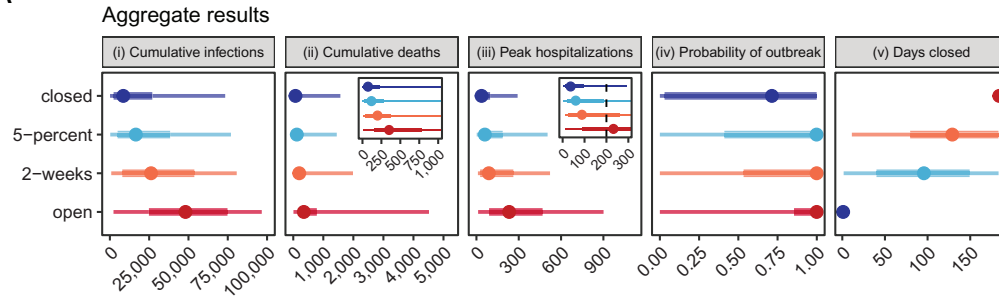 Aggregate results
(i) Cumulative infections
(ii) Cumulative deaths
(iii) Peak hospitalizations
(iv) Probability of outbreak
(v) Days closed
closed
5−percent
2−weeks
open
0 25,000 50,000 75,000 100,000
0 1,000 2,000 3,000 4,000 5,000
0 250 500 750 1,000
0 300 600 900
0 100 200 300
0.00 0.25 0.50 0.75 1.00
0 50 100 150